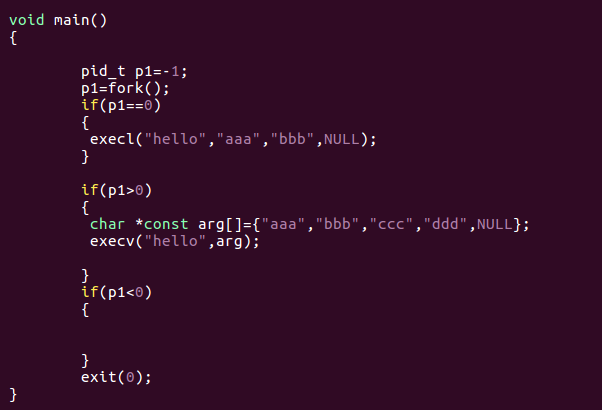 void main()
{
pid_t p1=-1;
p1=fork();
if(p1==0)
{
execl("hello","aaa","bbb",NULL);
}
if(p1>0)
{
char *const arg[]={"aaa","bbb","ccc","ddd",NULL};
execv("hello",arg);
}
if(p1<0)
{
}
exit(0);
}